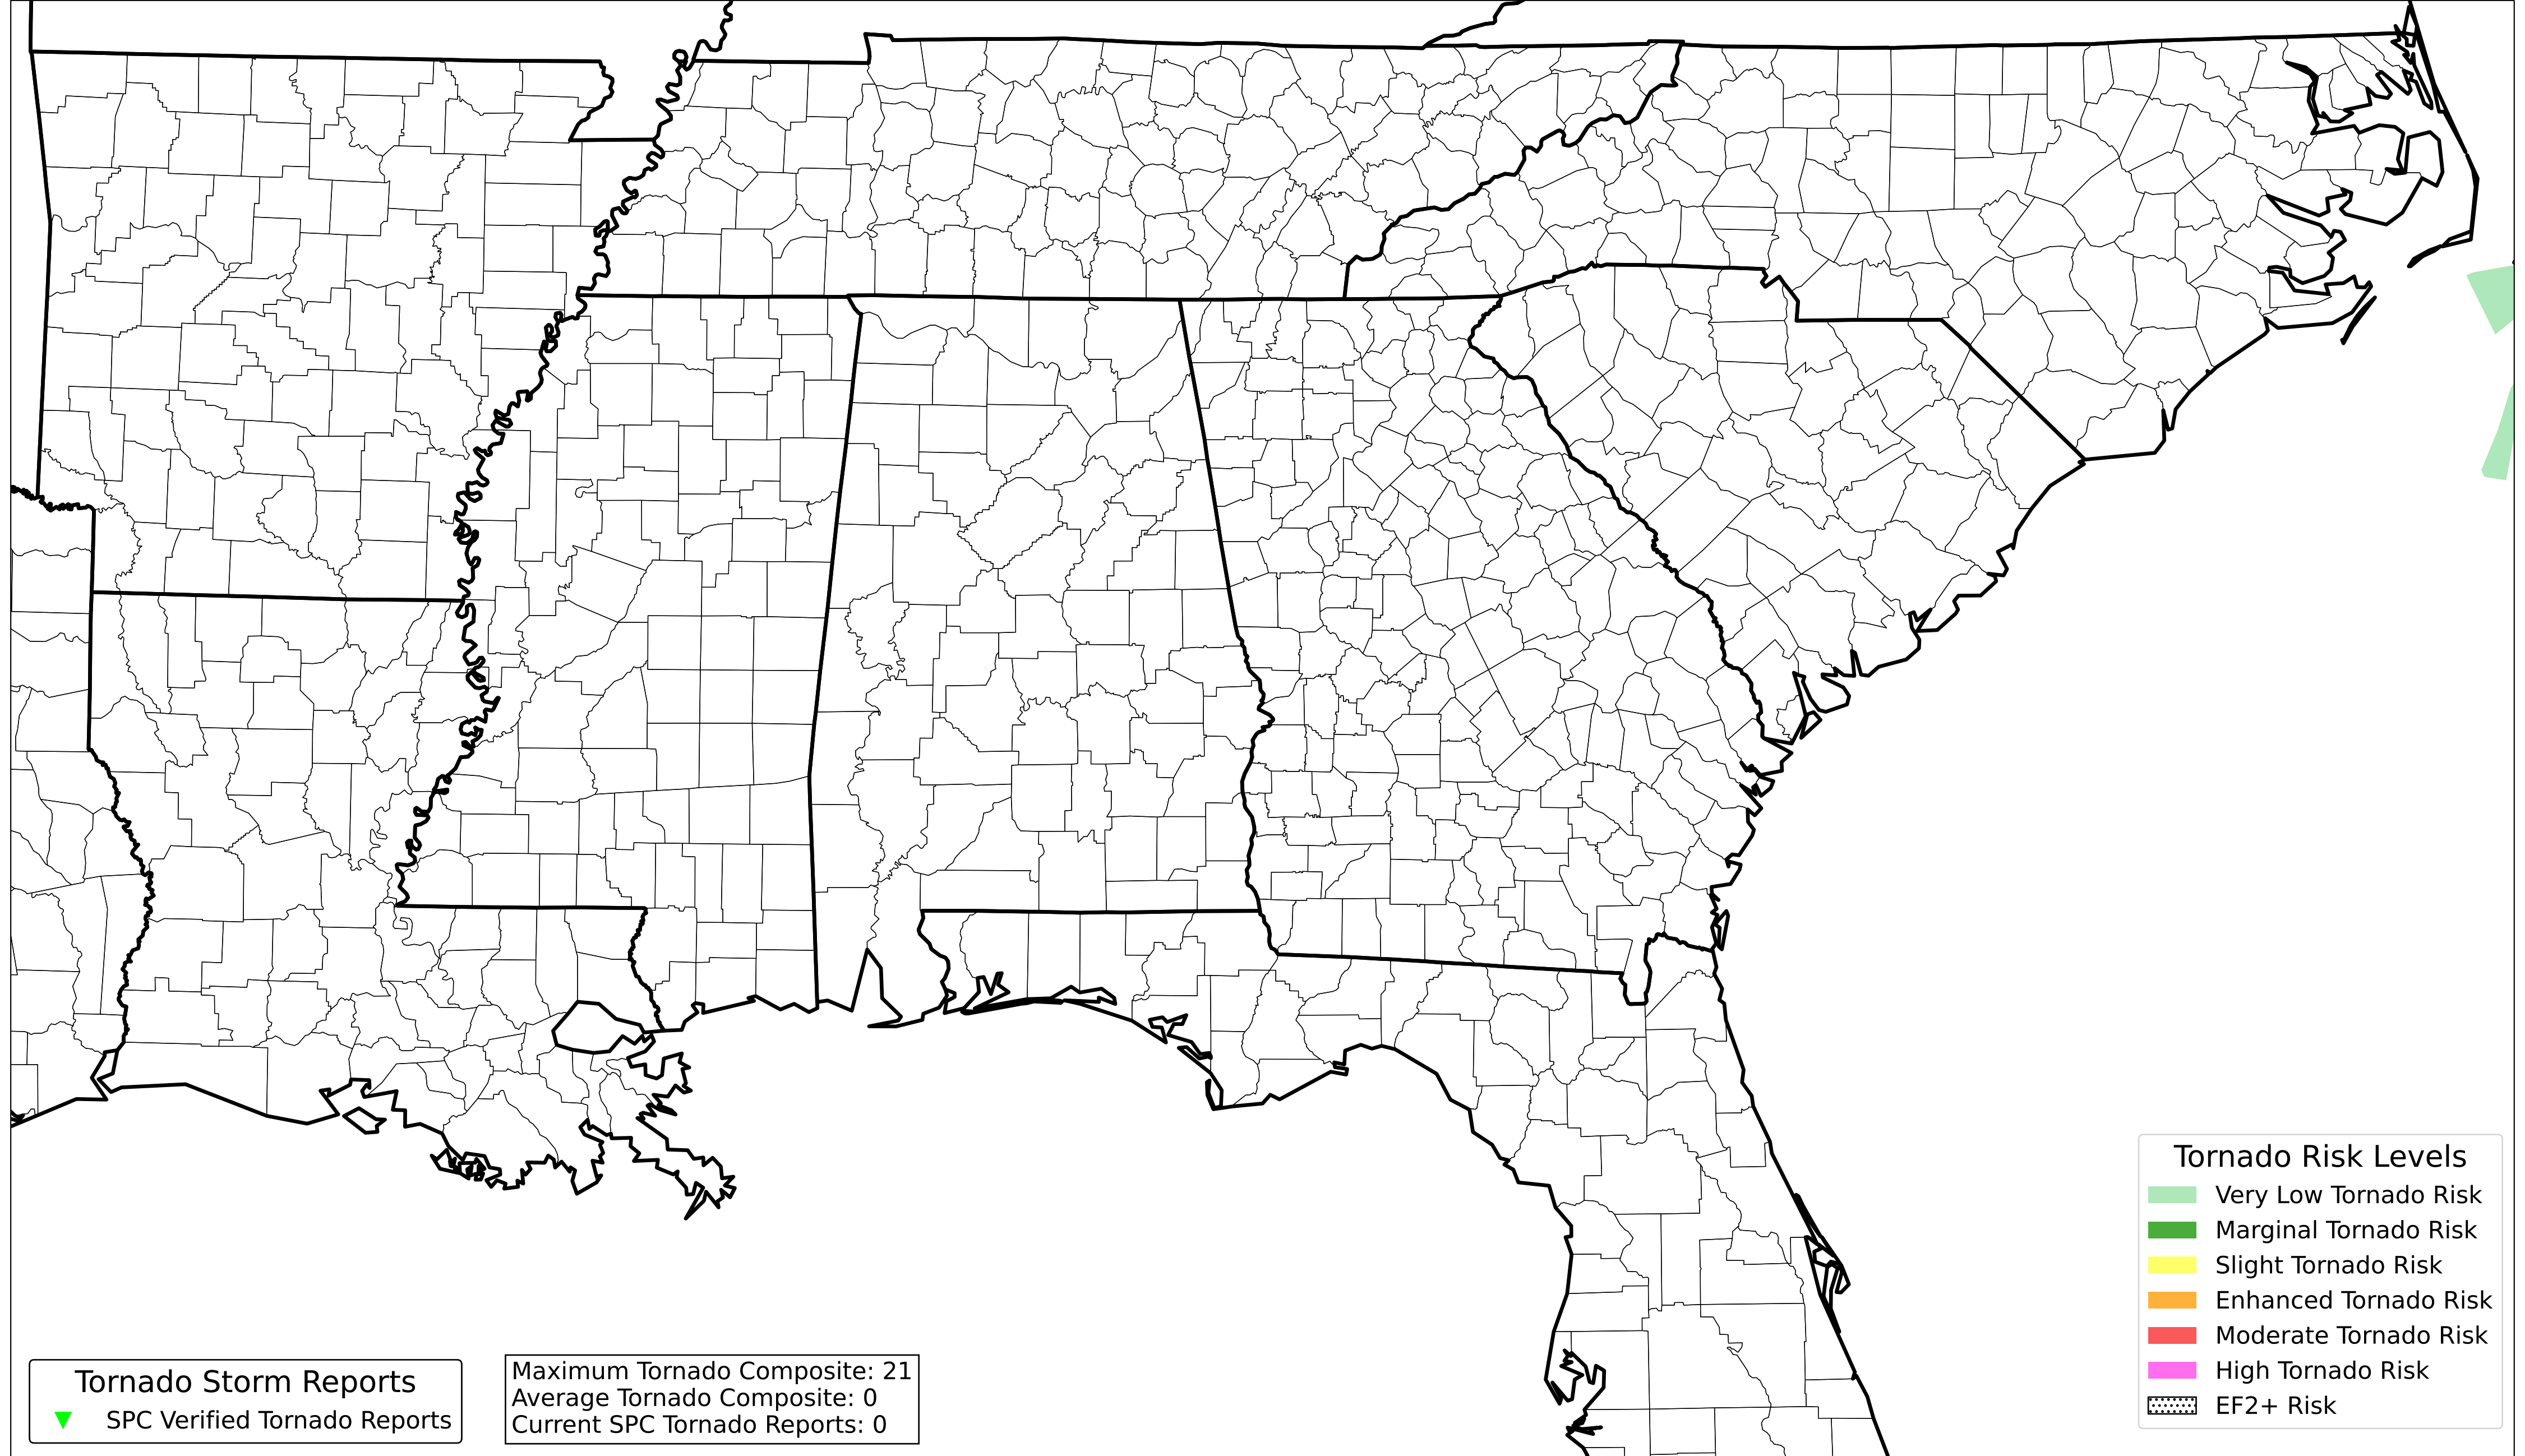 Tornado Storm Reports
SPC Verified Tornado Reports
Maximum Tornado Composite: 21
Average Tornado Composite: 0
Current SPC Tornado Reports: 0
Tornado Risk Levels
Very Low Tornado Risk
Marginal Tornado Risk
Slight Tornado Risk
Enhanced Tornado Risk
Moderate Tornado Risk
High Tornado Risk
EF2+ Risk